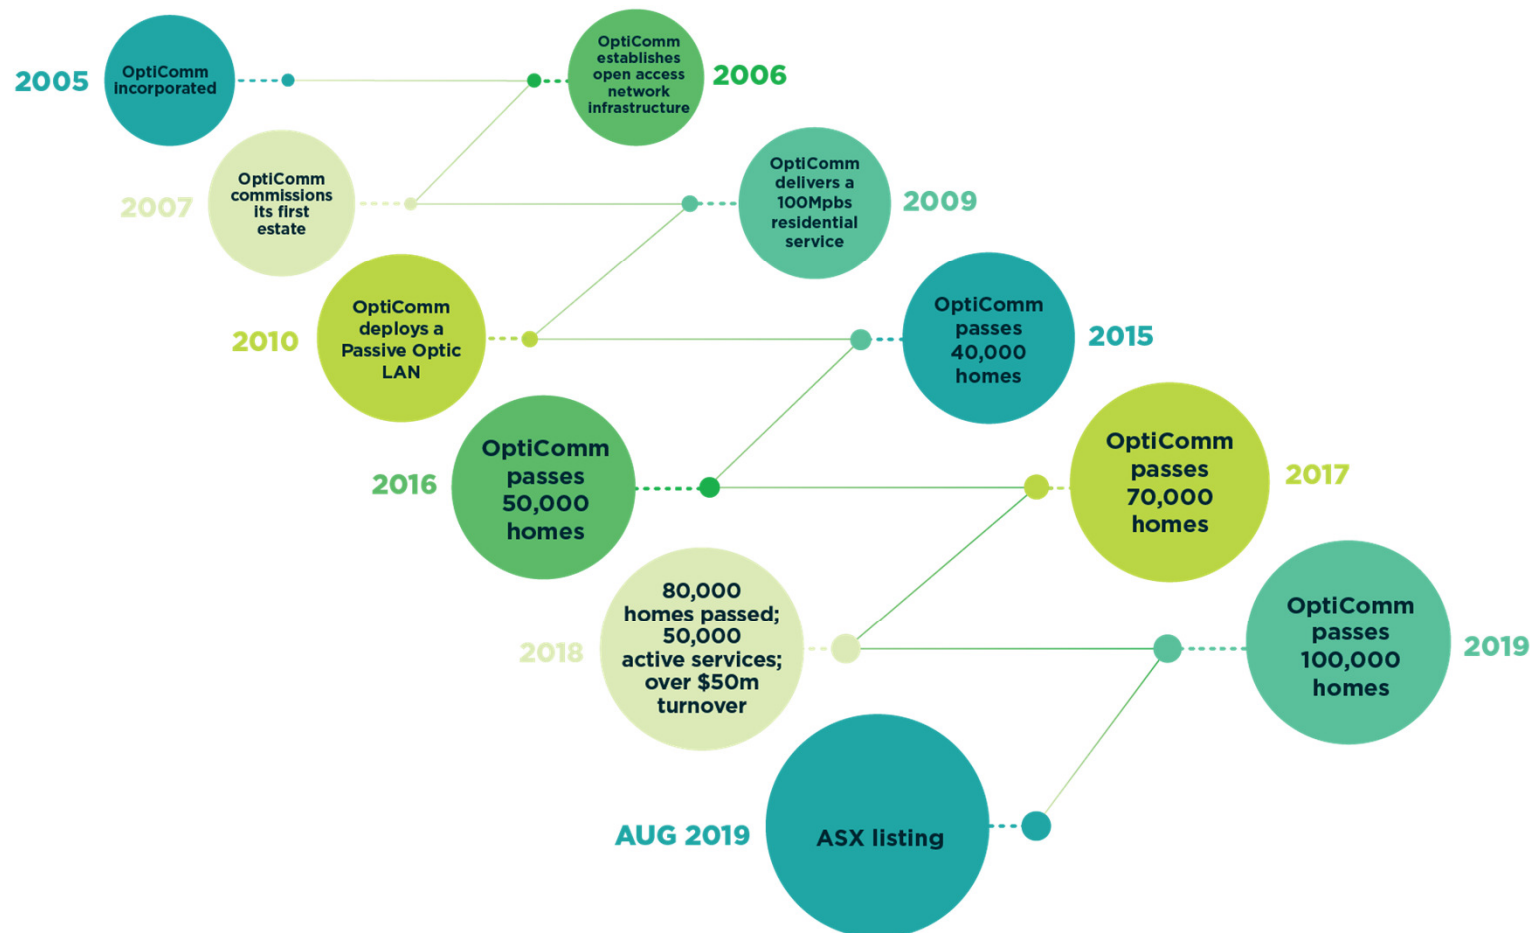 2005
OptiComm
incorporated
OptiComm
establishes
open access
network
infrastructure
2006
2007
OptiComm
commissions
its first
estate
OptiComm
delivers a
100Mpbs
residential
service
2009
2010
OptiComm
deploys a
Passive Optic
LAN
OptiComm
passes
40,000
homes
2015
2016
OptiComm
passes
50,000
homes
OptiComm
passes
70,000
homes
2017
2018
80,000
homes passed;
50,000
active services;
over $50m
turnover
OptiComm
passes
100,000
homes
2019
AUG 2019
ASX listing